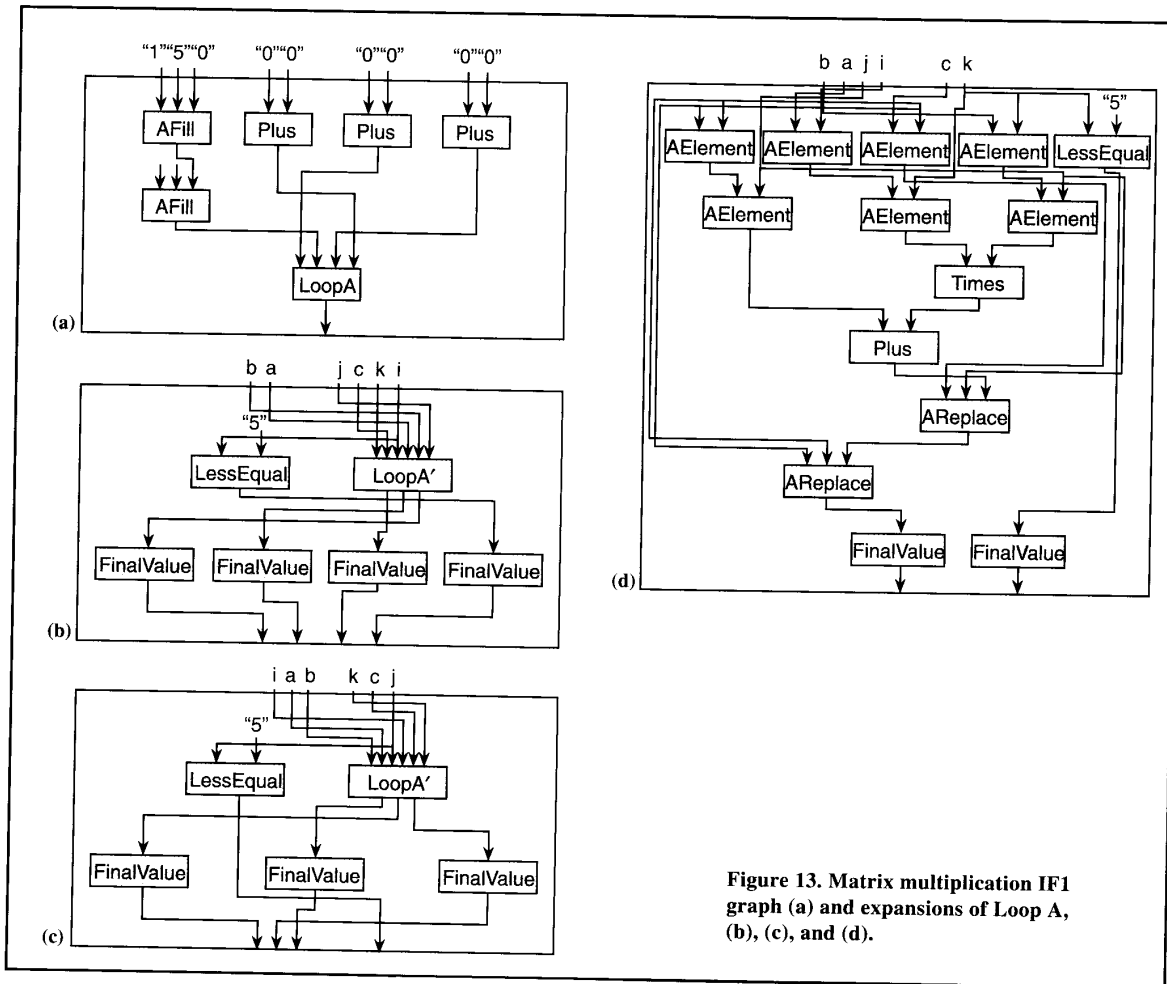 “1”“5”“0” “0”“0” “0”“0” “0”“0”
AFill Plus Plus Plus
AFill
LoopA
(a)
b a j c k i
“5”
LessEqual LoopA′
FinalValue FinalValue FinalValue FinalValue
(b)
i a b k c j
“5”
LessEqual LoopA′
FinalValue FinalValue FinalValue
(c)
b a j i c k
“5”
AElement AElement AElement AElement LessEqual
AElement AElement AElement
Times
Plus
AReplace
AReplace
FinalValue FinalValue
(d)
Figure 13. Matrix multiplication IF1
graph (a) and expansions of Loop A,
(b), (c), and (d).